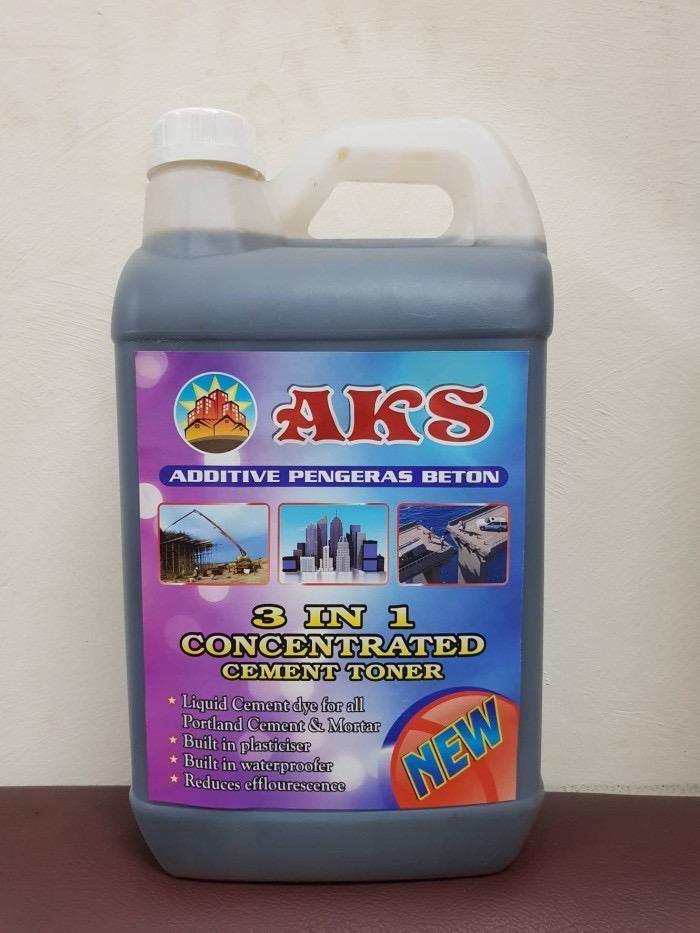 AKS
ADDITIVE PENGERAS BETON
3 IN 1
CONCENTRATED
CEMENT TONER
★ Liquid Cement dye for all
Portland Cement & Mortar
★ Built in plasticiser
★ Built in waterproofer
★ Reduces efflourescence
NEW